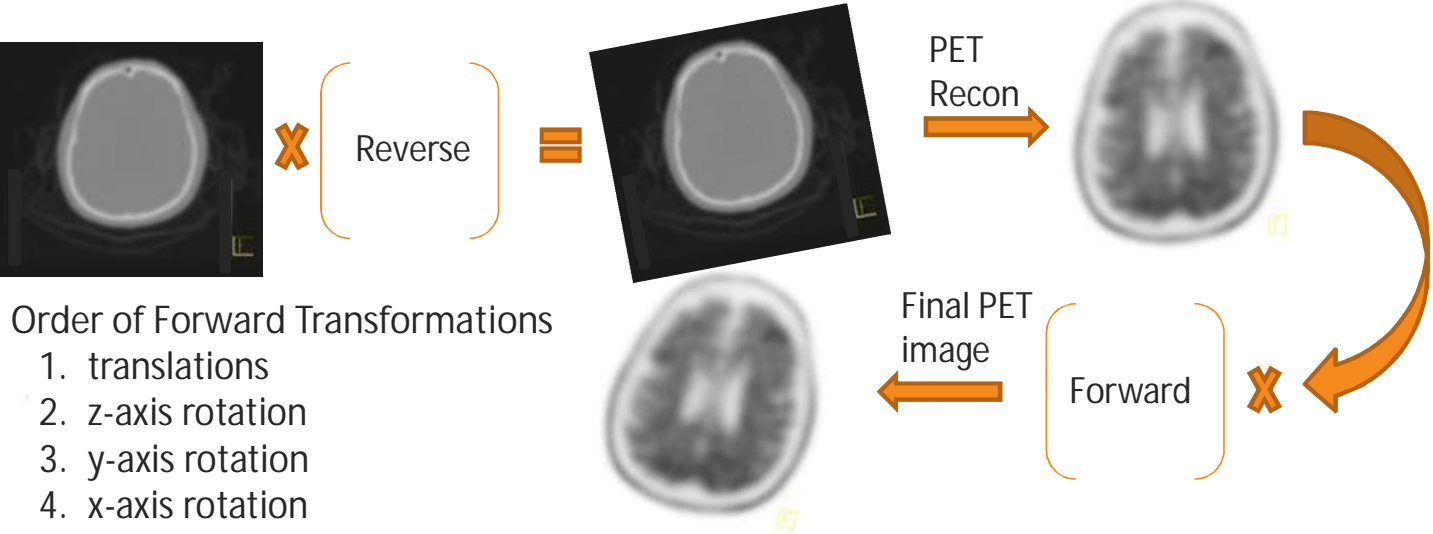 Reverse
PET
Recon
Order of Forward Transformations
1. translations
2. z-axis rotation
3. y-axis rotation
4. x-axis rotation
Final PET
image
Forward